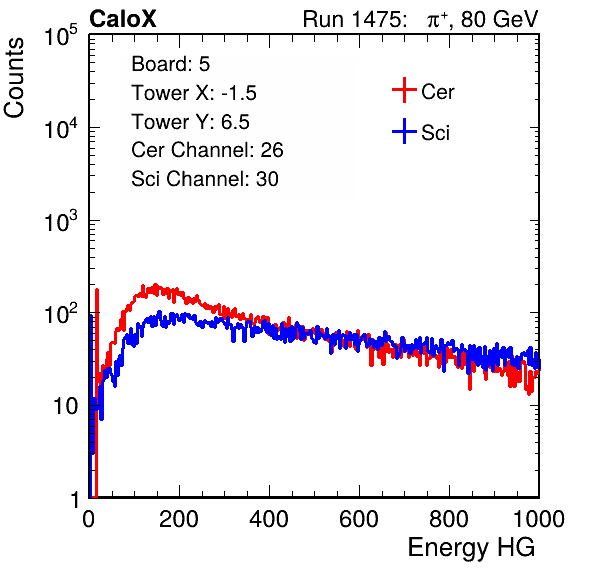 CaloX Run 1475: π⁺, 80 GeV
Counts
10⁵
10⁴
10³
10²
10
1
Board: 5
Tower X: -1.5
Tower Y: 6.5
Cer Channel: 26
Sci Channel: 30
Cer
Sci
0 200 400 600 800 1000
Energy HG